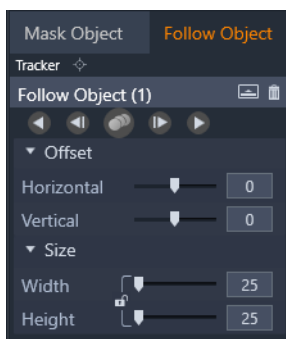 Mask Object Follow Object
Tracker
Follow Object (1)
Offset
Horizontal 0
Vertical 0
Size
Width 25
Height 25